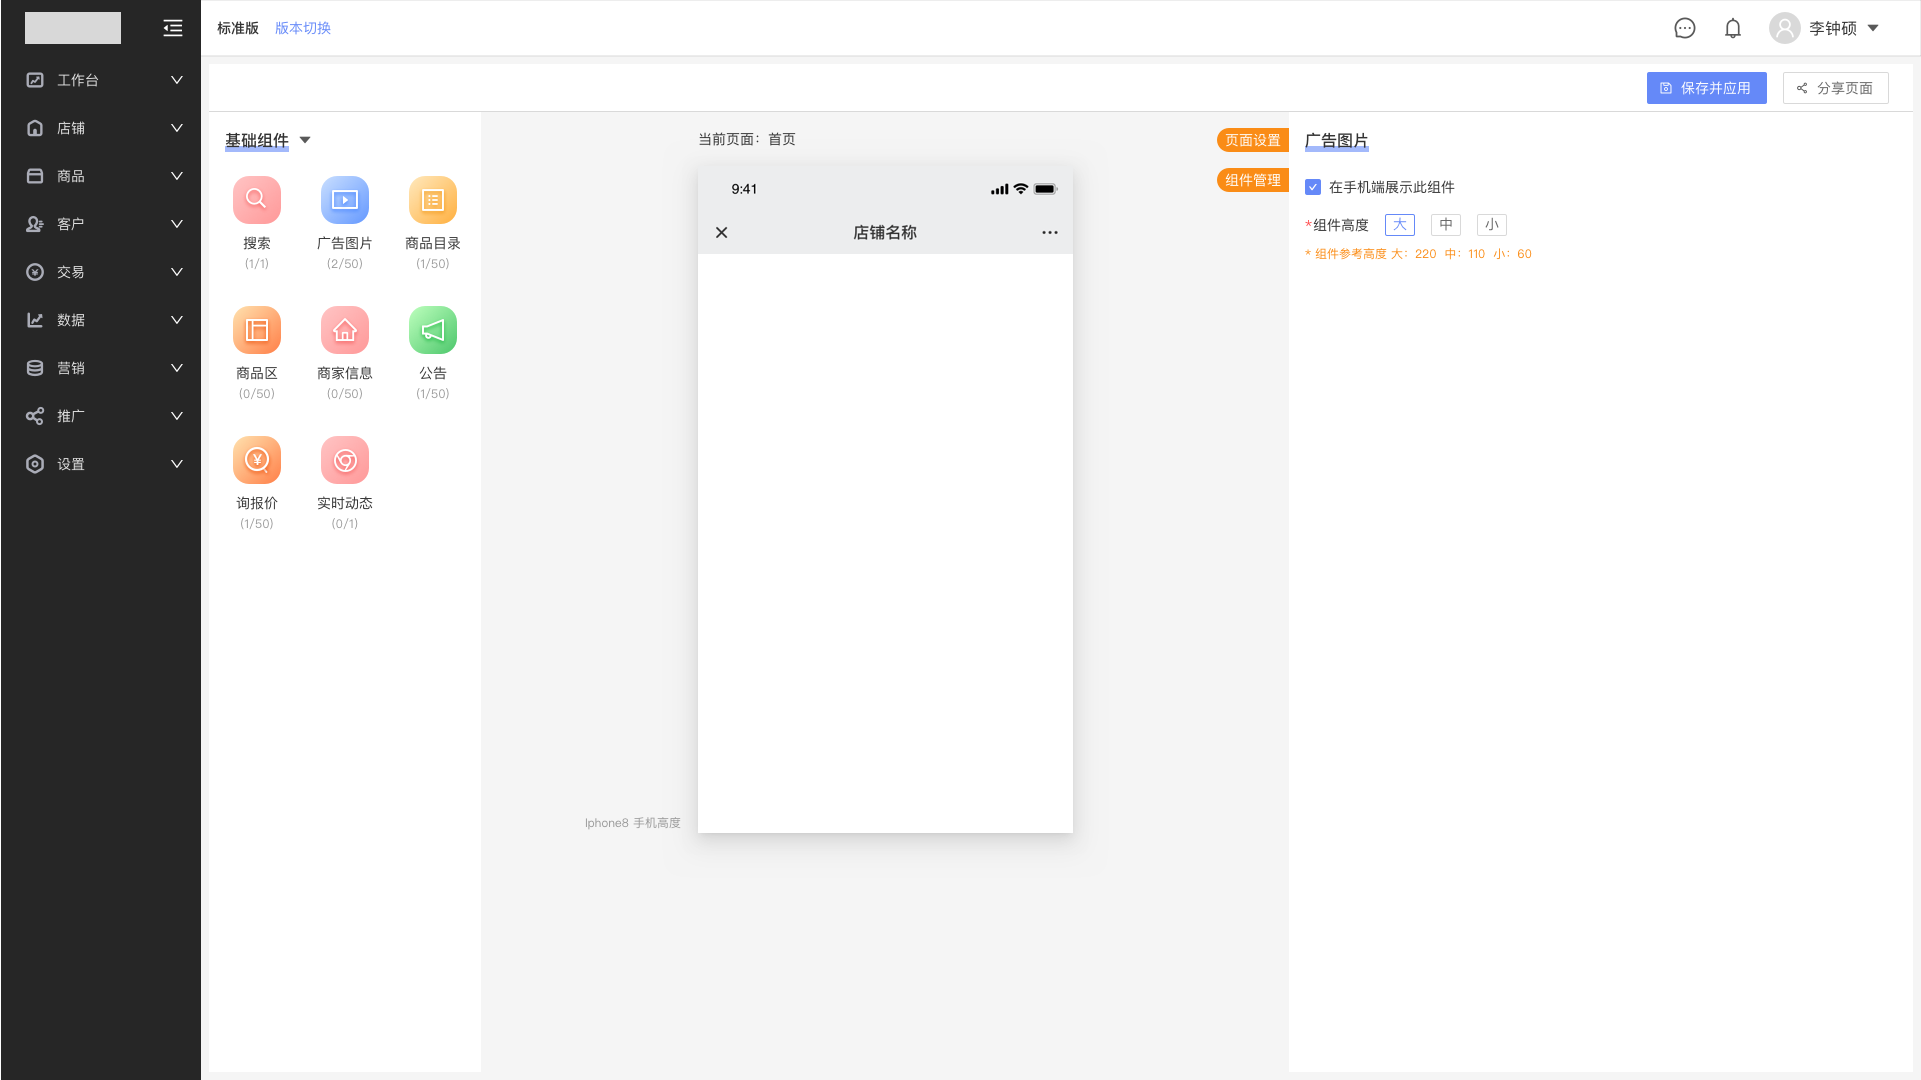 标准版 版本切换
李钟硕
工作台
店铺
商品
客户
交易
数据
营销
推广
设置
保存并应用
分享页面
基础组件
搜索
(1/1)
广告图片
(2/50)
商品目录
(1/50)
商品区
(0/50)
商家信息
(0/50)
公告
(1/50)
询报价
(1/50)
实时动态
(0/1)
当前页面：首页
9:41
店铺名称
Iphone8 手机高度
页面设置
组件管理
广告图片
在手机端展示此组件
*组件高度 大 中 小
* 组件参考高度 大：220 中：110 小：60